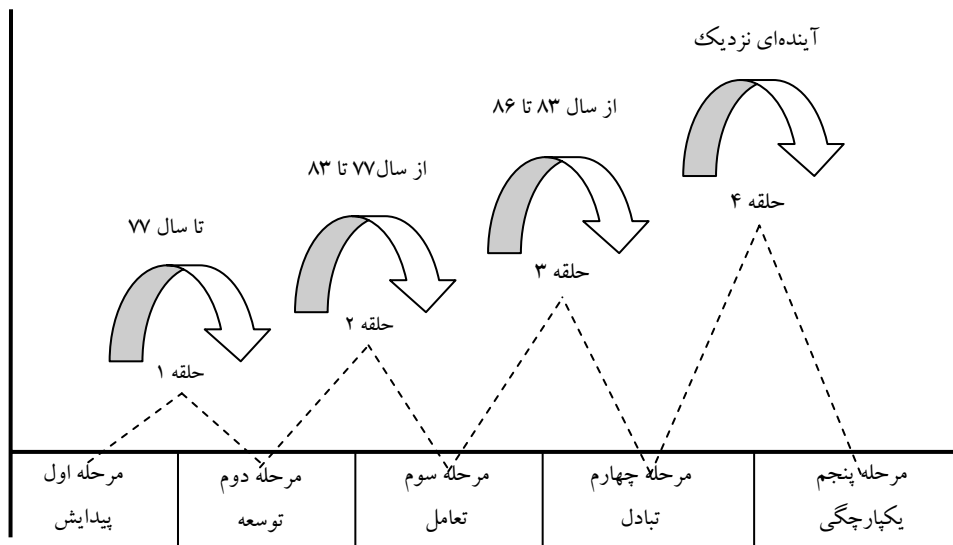 آینده‌ای نزدیك
از سال ۸۳ تا ۸۶
از سال۷۷ تا ۸۳
تا سال ۷۷
حلقه ۴
حلقه ۳
حلقه ۲
حلقه ۱
مرحله اول
پیدایش
مرحله دوم
توسعه
مرحله سوم
تعامل
مرحله چهارم
تبادل
مرحله پنجم
یکپارچگی